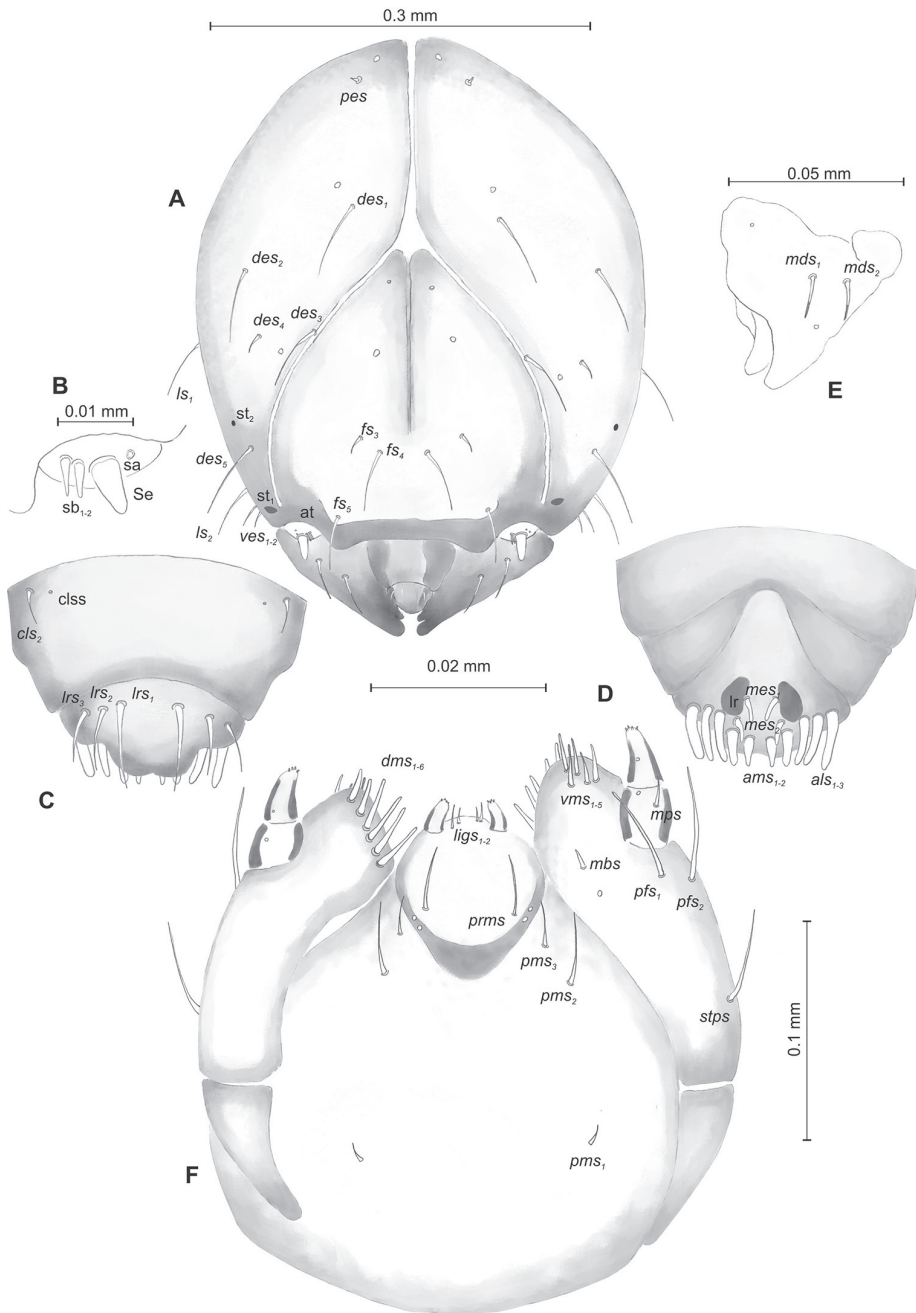 0.3 mm
pes
A
des₁
des₂
des₃
des₄
ls₁
st₂
des₅
st₁
ls₂
ves₁₋₂
at
fs₃
fs₄
fs₅
0.05 mm
mds₁
mds₂
E
B
0.01 mm
sa
Se
sb₁₋₂
clss
cls₂
lrs₃
lrs₂
lrs₁
C
0.02 mm
D
lr
mes₁
mes₂
ams₁₋₂
als₁₋₃
dms₁₋₆
ligs₁₋₂
vms₁₋₅
mps
mbs
pfs₁
pfs₂
prms
pms₃
pms₂
stps
0.1 mm
pms₁
F